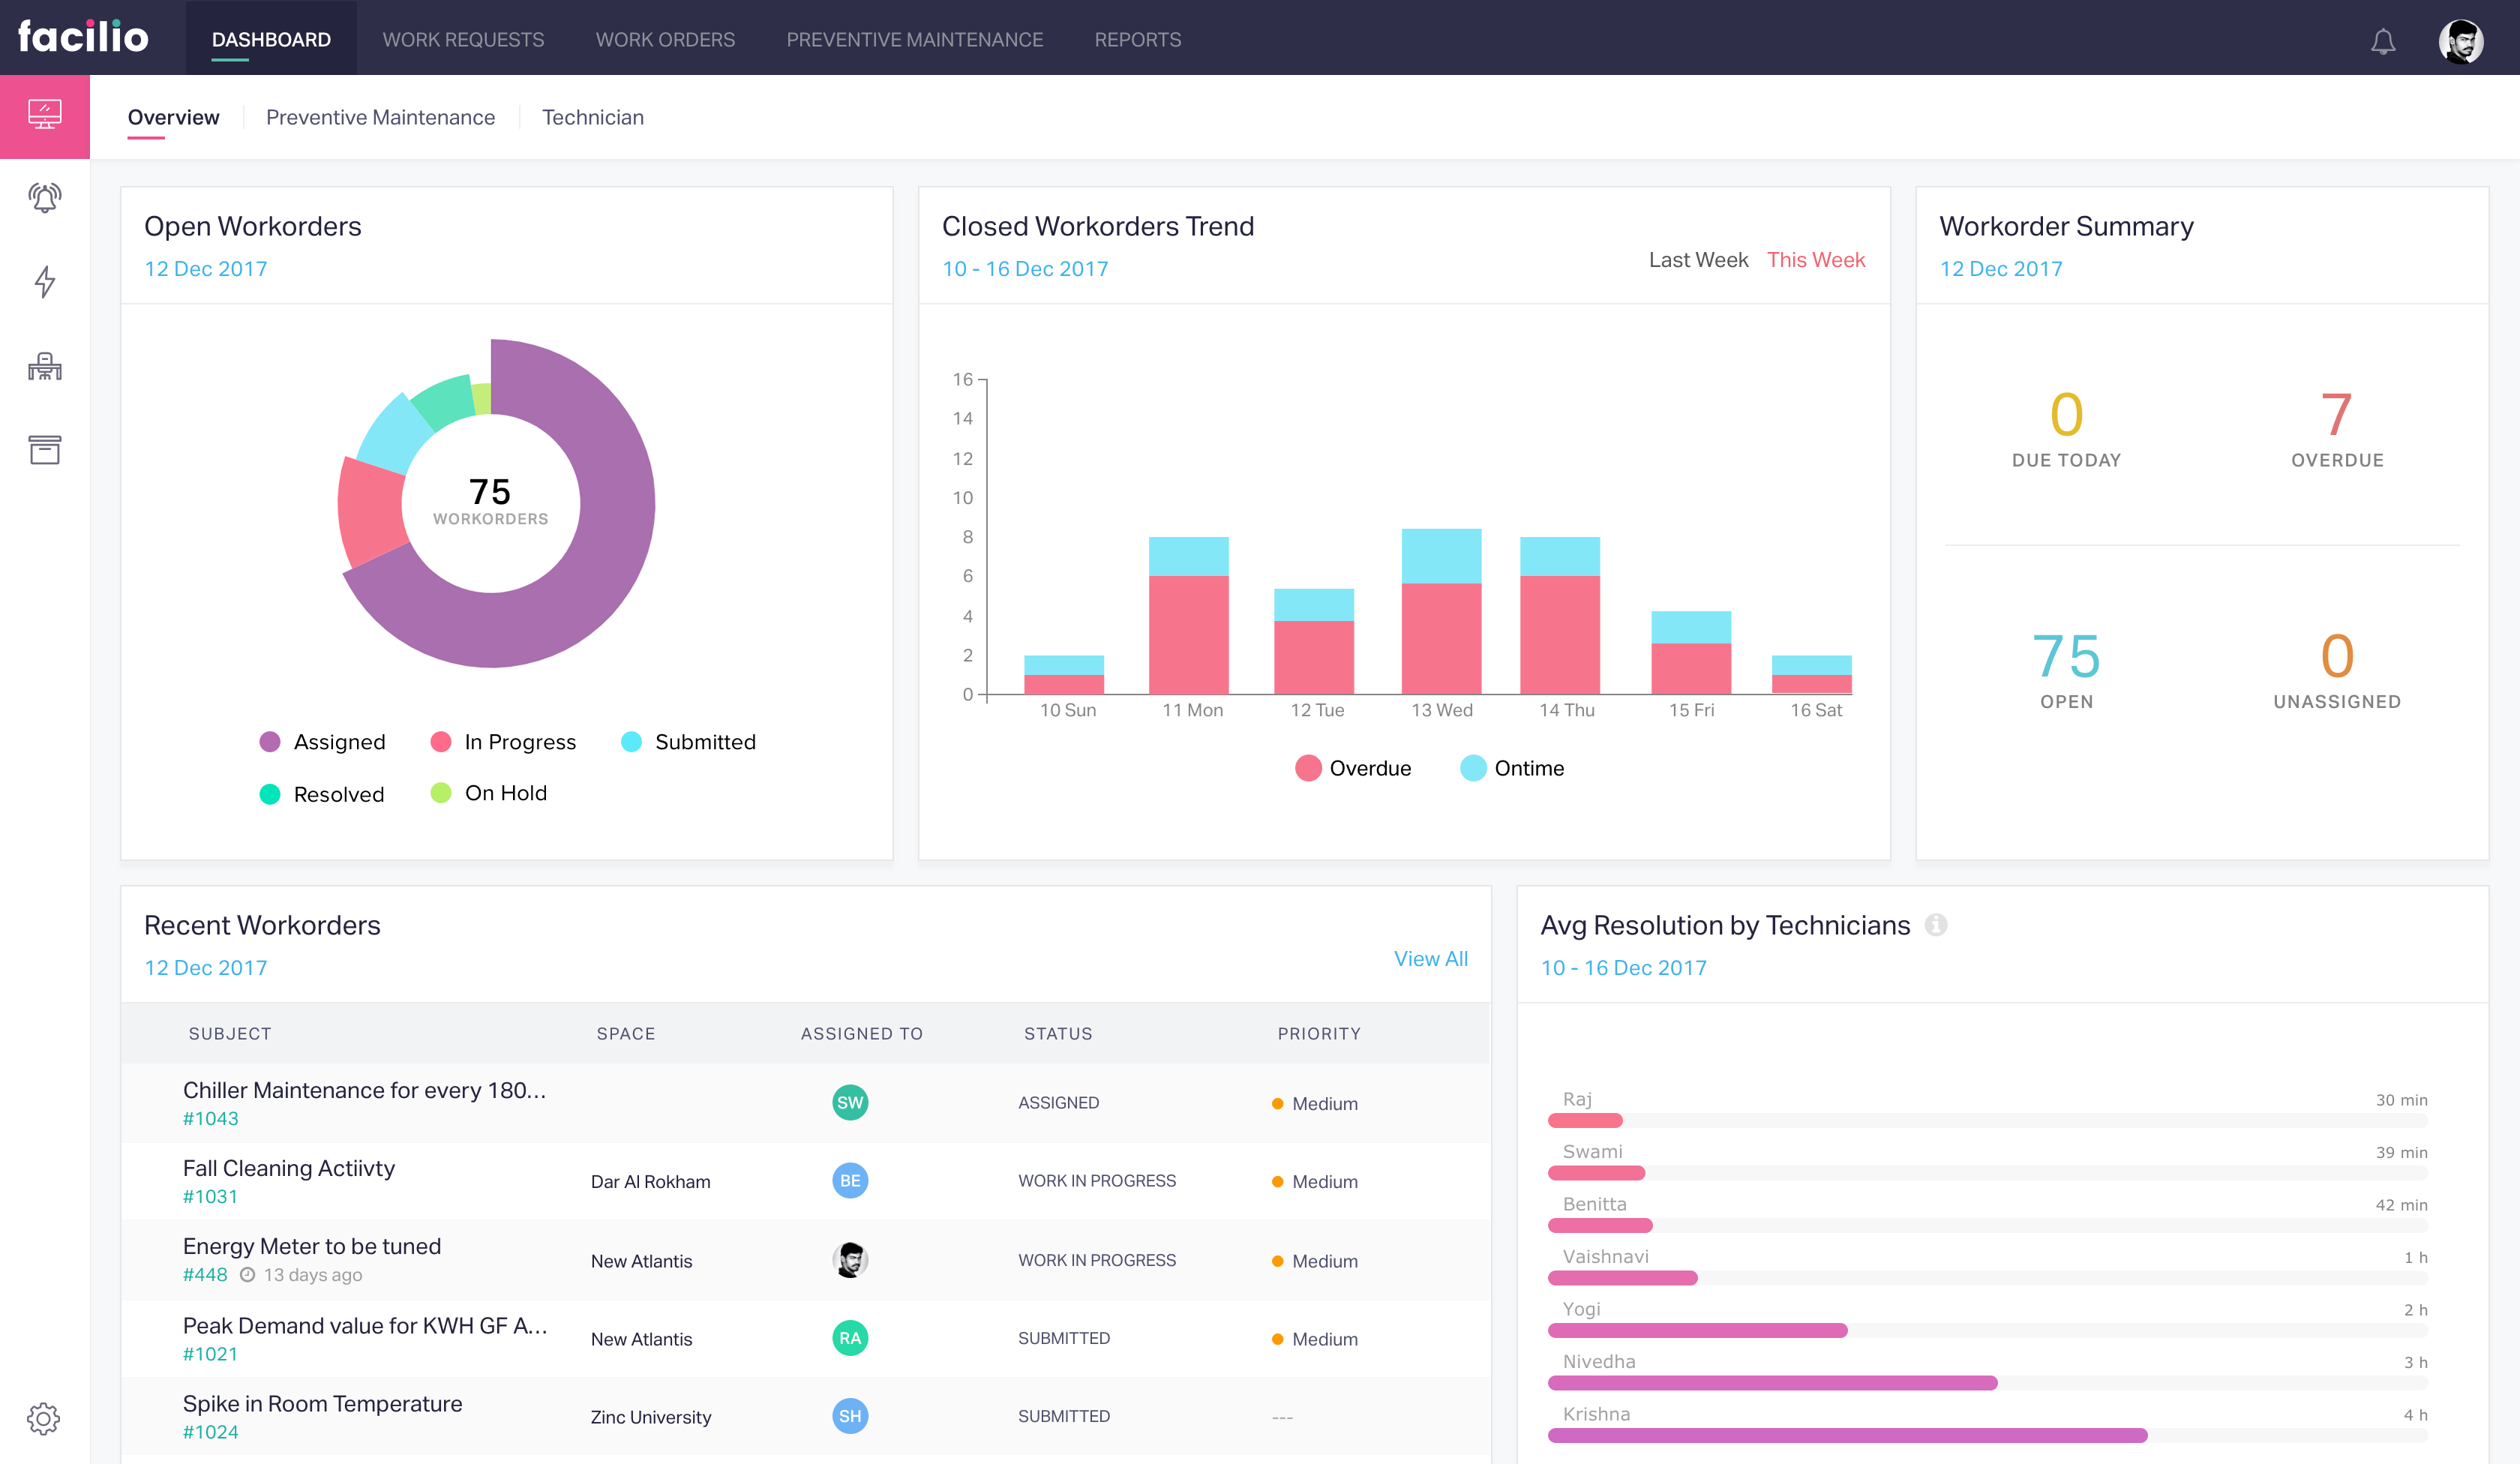 facilio
DASHBOARD WORK REQUESTS WORK ORDERS PREVENTIVE MAINTENANCE REPORTS
Overview Preventive Maintenance Technician
Open Workorders
12 Dec 2017
75
WORKORDERS
Assigned In Progress Submitted
Resolved On Hold
Closed Workorders Trend
10 - 16 Dec 2017
Last Week This Week
16
14
12
10
8
6
4
2
0
10 Sun 11 Mon 12 Tue 13 Wed 14 Thu 15 Fri 16 Sat
Overdue Ontime
Workorder Summary
12 Dec 2017
0 7
DUE TODAY OVERDUE
75 0
OPEN UNASSIGNED
Recent Workorders
12 Dec 2017
View All
SUBJECT SPACE ASSIGNED TO STATUS PRIORITY
Chiller Maintenance for every 180...
#1043
SW ASSIGNED Medium
Fall Cleaning Actiivty
#1031
Dar Al Rokham BE WORK IN PROGRESS Medium
Energy Meter to be tuned
#448 13 days ago
New Atlantis WORK IN PROGRESS Medium
Peak Demand value for KWH GF A...
#1021
New Atlantis RA SUBMITTED Medium
Spike in Room Temperature
#1024
Zinc University SH SUBMITTED ---
Avg Resolution by Technicians i
10 - 16 Dec 2017
Raj 30 min
Swami 39 min
Benitta 42 min
Vaishnavi 1 h
Yogi 2 h
Nivedha 3 h
Krishna 4 h